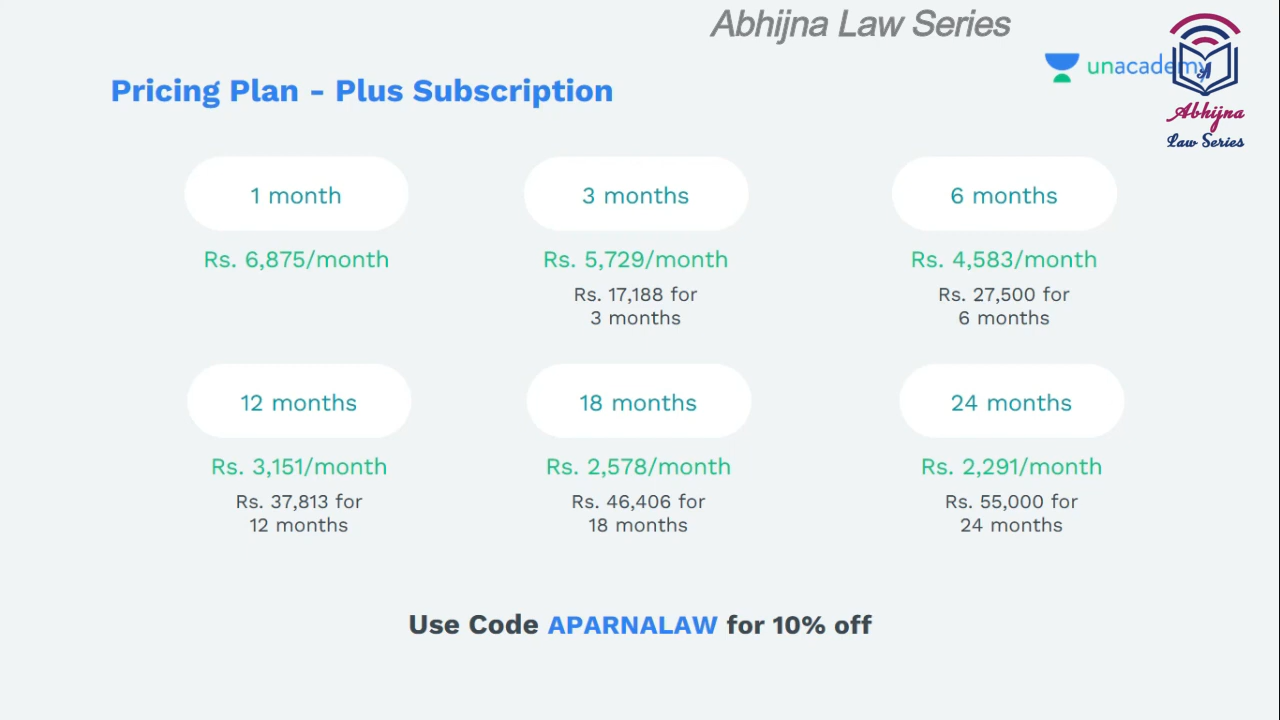 Abhijna Law Series
unacademy
A
Abhijna
Law Series
Pricing Plan - Plus Subscription
1 month
3 months
6 months
Rs. 6,875/month
Rs. 5,729/month
Rs. 4,583/month
Rs. 17,188 for
3 months
Rs. 27,500 for
6 months
12 months
18 months
24 months
Rs. 3,151/month
Rs. 2,578/month
Rs. 2,291/month
Rs. 37,813 for
12 months
Rs. 46,406 for
18 months
Rs. 55,000 for
24 months
Use Code APARNALAW for 10% off